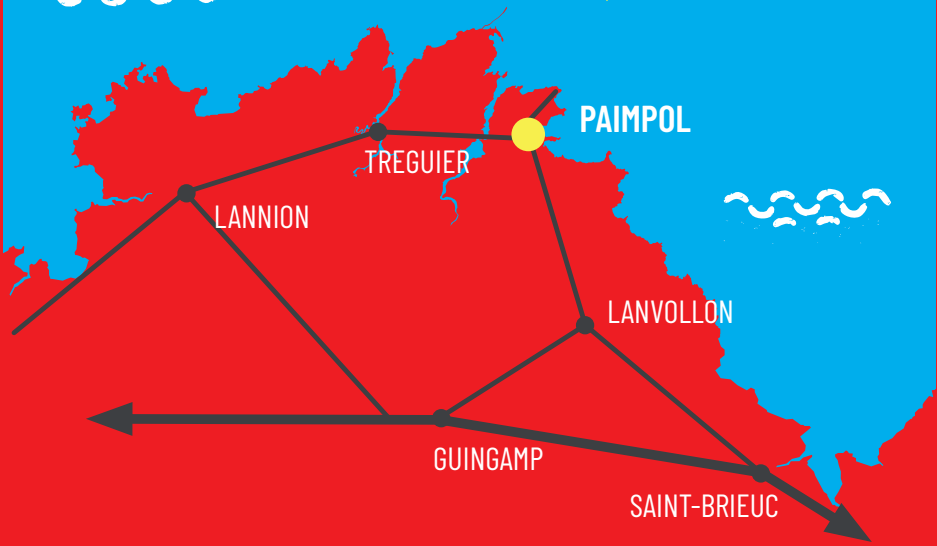 PAIMPOL
TREGUIER
LANNION
LANVOLLON
GUINGAMP
SAINT-BRIEUC